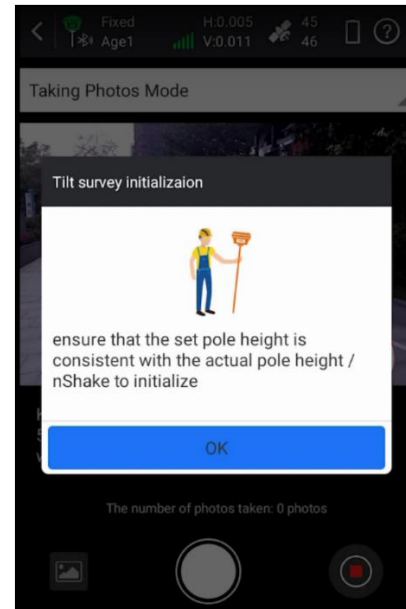 Fixed H:0.005 45
Age1 V:0.011 46
Taking Photos Mode
Tilt survey initializaion
ensure that the set pole height is
consistent with the actual pole height /
nShake to initialize
OK
The number of photos taken: 0 photos